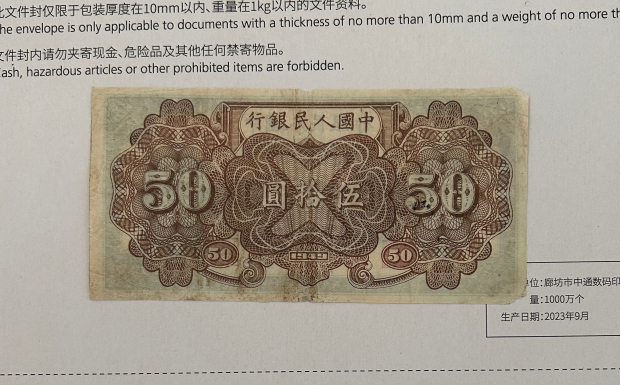 此文件封仅限于包装厚度在10mm以内、重量在1kg以内的文件资料。
he envelope is only applicable to documents with a thickness of no more than 10mm and a weight of no more th
文件封内请勿夹寄现金、危险品及其他任何禁寄物品。
ash, hazardous articles or other prohibited items are forbidden.
行銀民人國中
50 圓拾伍 50
50 1949 50
位:廊坊市中通数码印
量:1000万个
生产日期:2023年9月